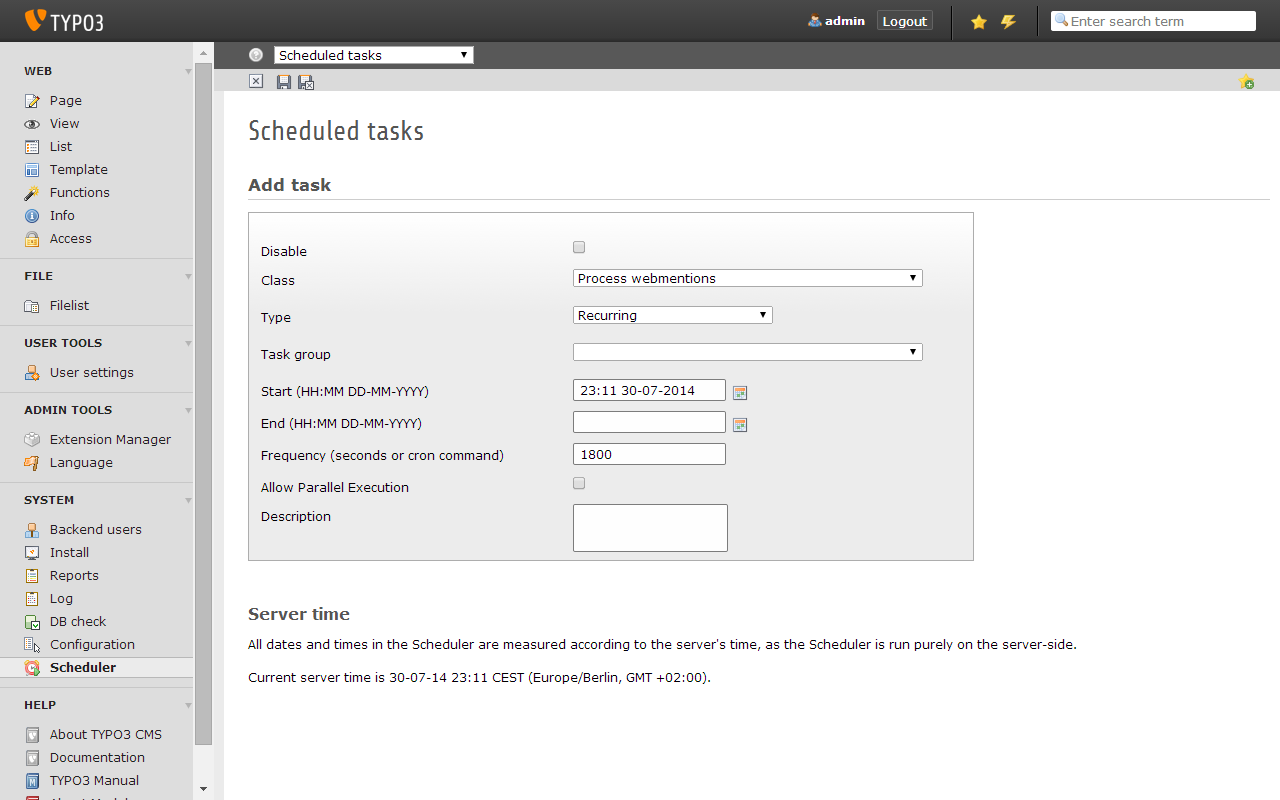 TYPO3
admin
Logout
Enter search term
WEB
Page
View
List
Template
Functions
Info
Access
FILE
Filelist
USER TOOLS
User settings
ADMIN TOOLS
Extension Manager
Language
SYSTEM
Backend users
Install
Reports
Log
DB check
Configuration
Scheduler
HELP
About TYPO3 CMS
Documentation
TYPO3 Manual
Scheduled tasks
Scheduled tasks
Add task
Disable
Class Process webmentions
Type Recurring
Task group
Start (HH:MM DD-MM-YYYY) 23:11 30-07-2014
End (HH:MM DD-MM-YYYY)
Frequency (seconds or cron command) 1800
Allow Parallel Execution
Description
Server time
All dates and times in the Scheduler are measured according to the server's time, as the Scheduler is run purely on the server-side.
Current server time is 30-07-14 23:11 CEST (Europe/Berlin, GMT +02:00).